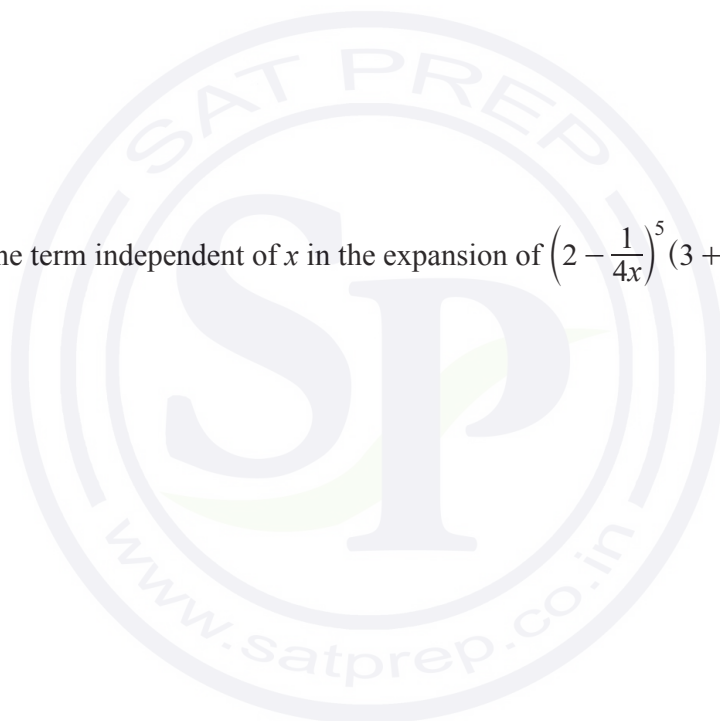 SAT PREP
ne term independent of x in the expansion of (2 − 1/4x)^5 (3 +
www.satprep.co.in
SP